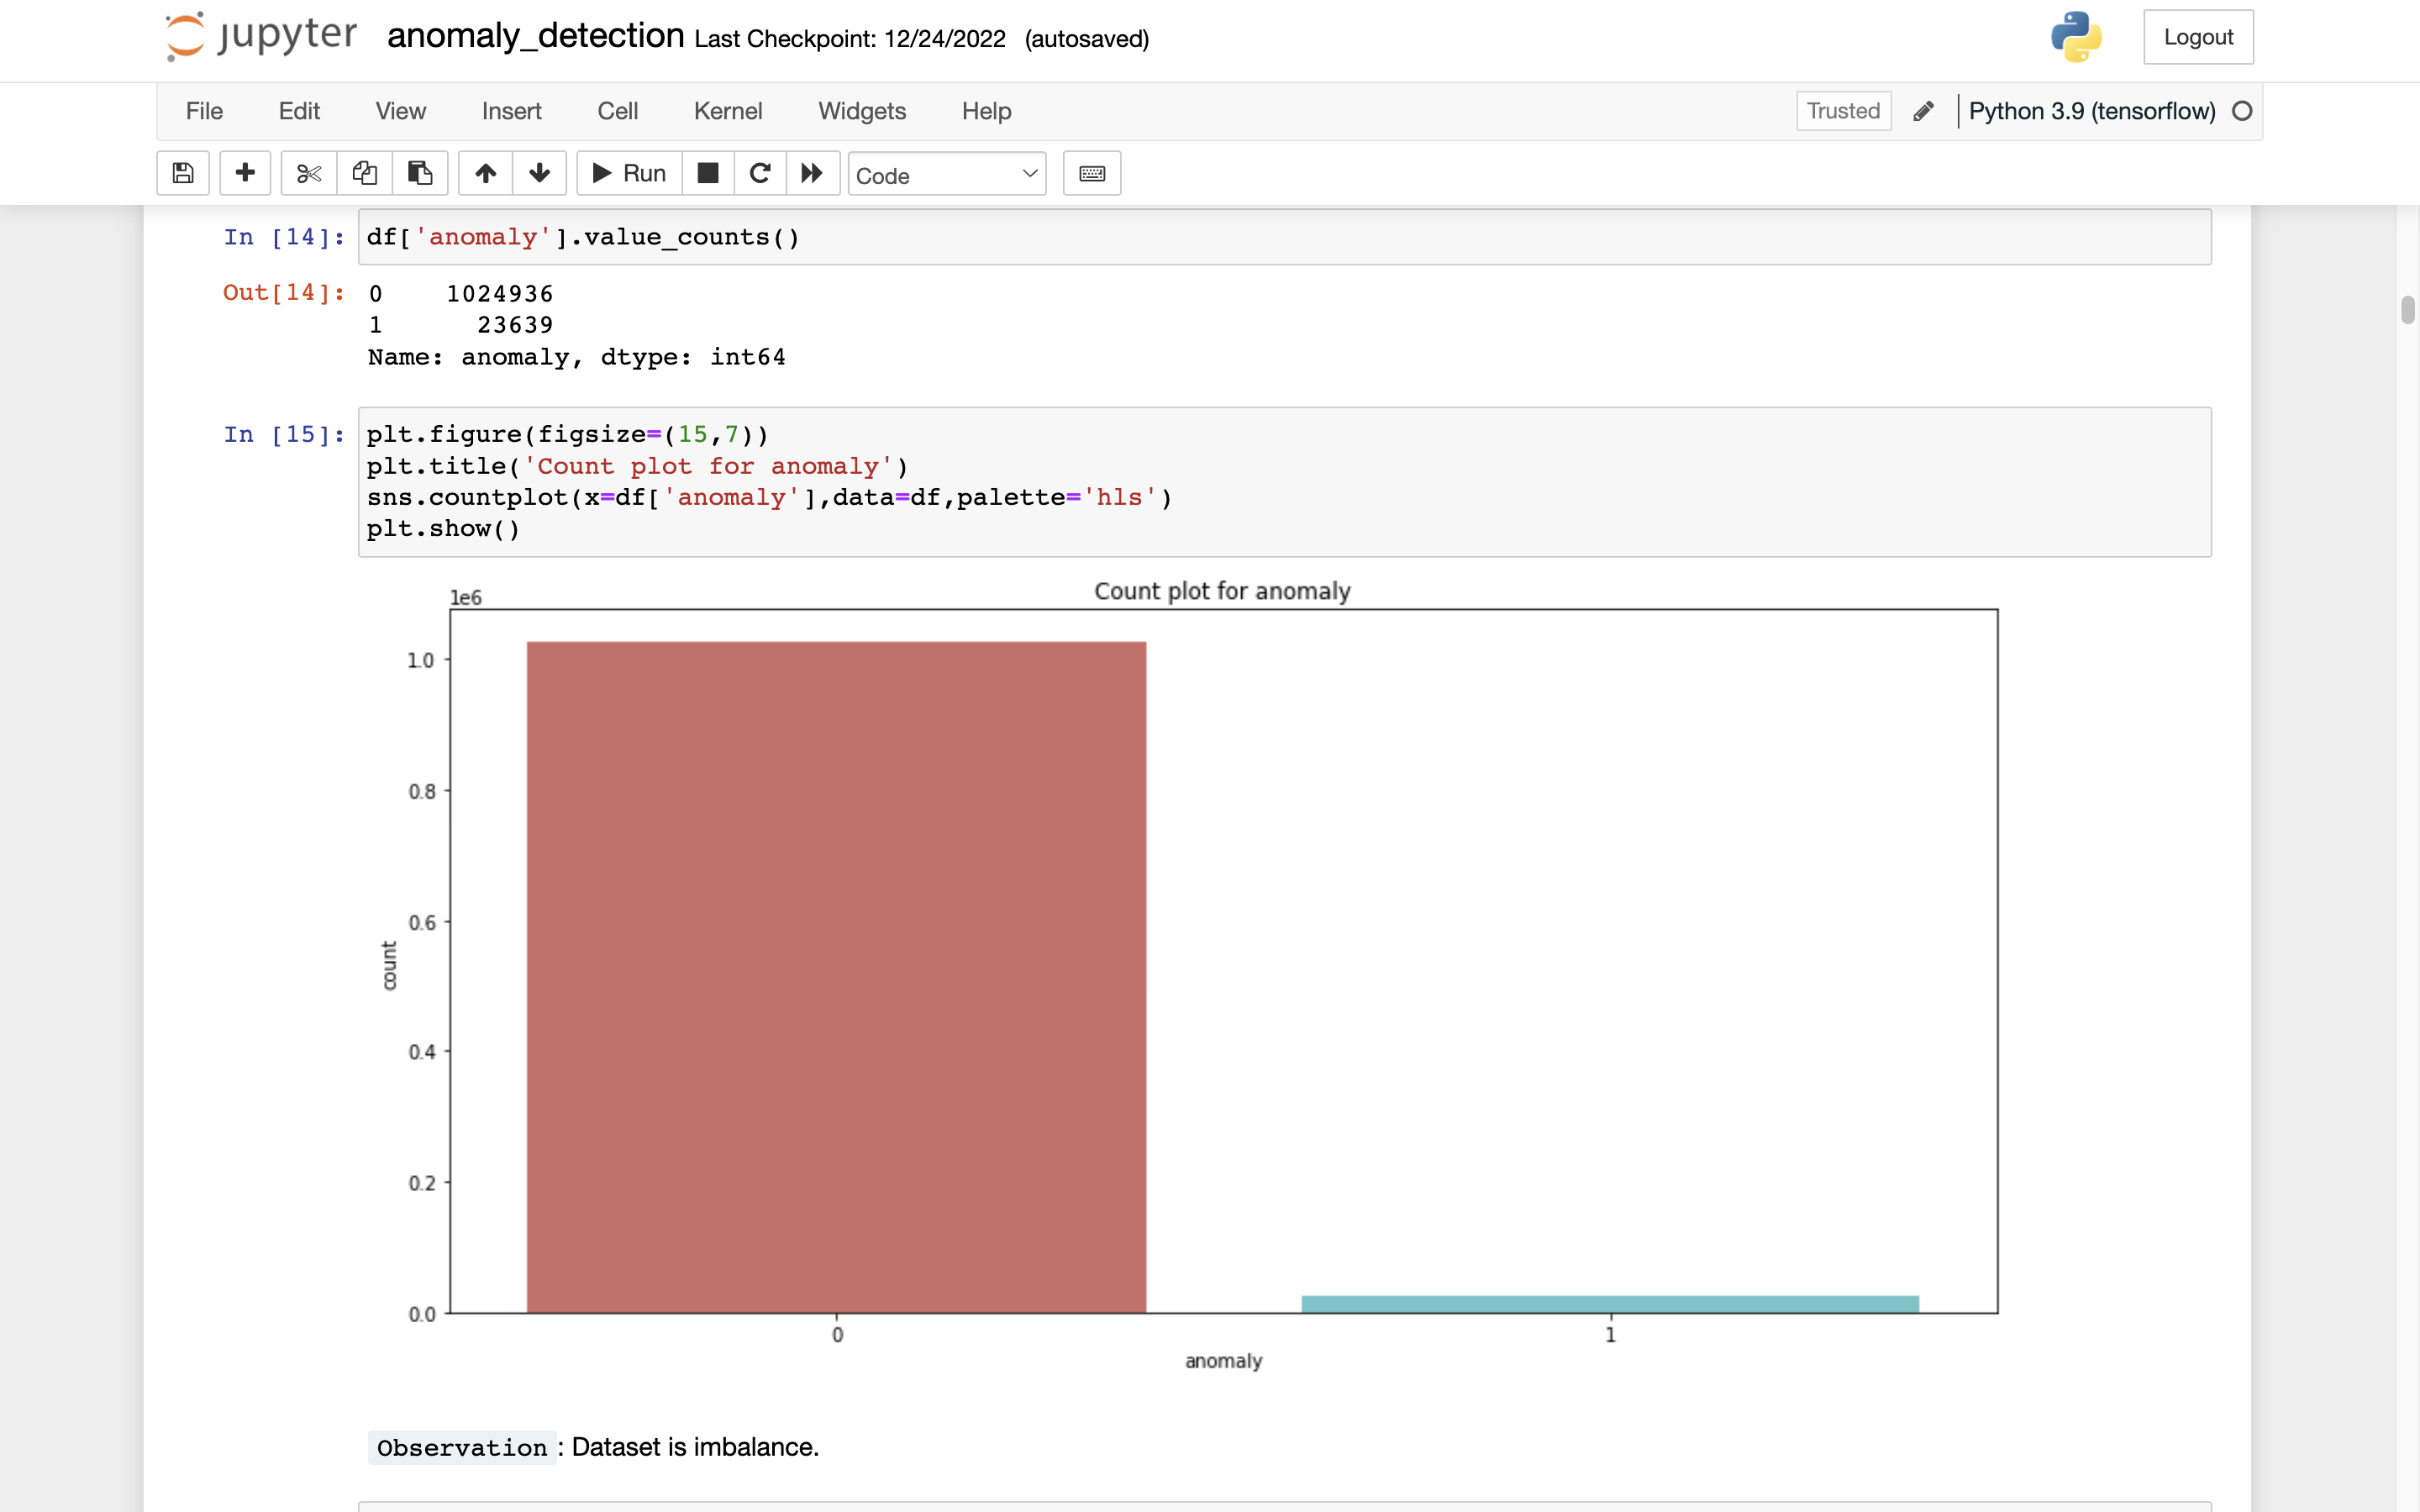 jupyter anomaly_detection Last Checkpoint: 12/24/2022 (autosaved) Logout
File Edit View Insert Cell Kernel Widgets Help Trusted Python 3.9 (tensorflow)
Run Code
In [14]: df['anomaly'].value_counts()
Out[14]: 0 1024936
1 23639
Name: anomaly, dtype: int64
In [15]: plt.figure(figsize=(15,7))
plt.title('Count plot for anomaly')
sns.countplot(x=df['anomaly'],data=df,palette='hls')
plt.show()
Count plot for anomaly
1e6
1.0
0.8
0.6
0.4
0.2
0.0
count
0 1
anomaly
Observation: Dataset is imbalance.